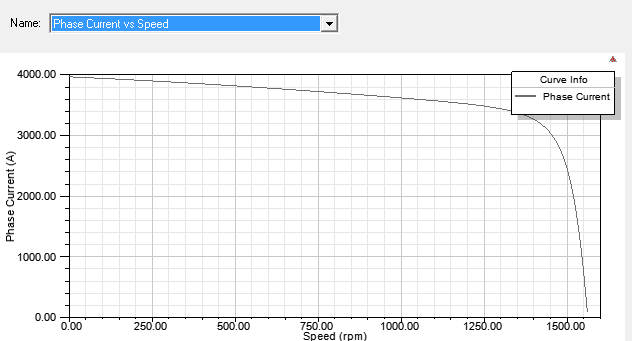 Name: Phase Current vs Speed
4000.00
Curve Info
Phase Current
3000.00
2000.00
1000.00
0.00
Phase Current (A)
0.00 250.00 500.00 750.00 1000.00 1250.00 1500.00
Speed (rpm)